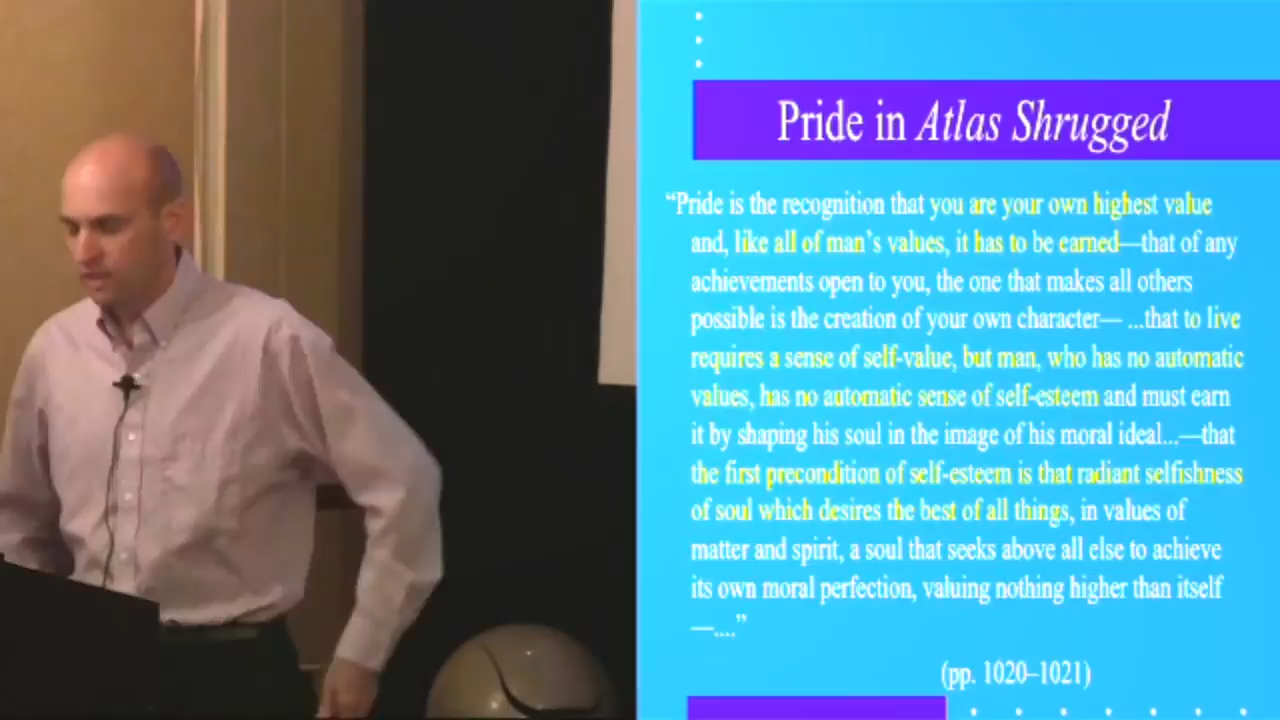 Pride in Atlas Shrugged
“Pride is the recognition that you are your own highest value
and, like all of man’s values, it has to be earned—that of any
achievements open to you, the one that makes all others
possible is the creation of your own character— ...that to live
requires a sense of self-value, but man, who has no automatic
values, has no automatic sense of self-esteem and must earn
it by shaping his soul in the image of his moral ideal...—that
the first precondition of self-esteem is that radiant selfishness
of soul which desires the best of all things, in values of
matter and spirit, a soul that seeks above all else to achieve
its own moral perfection, valuing nothing higher than itself
—....”
(pp. 1020–1021)